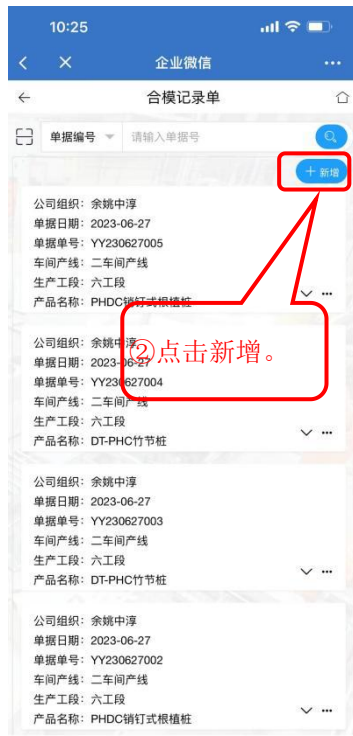 10:25
企业微信
合模记录单
单据编号 请输入单据号
新增
公司组织：余姚中淳
单据日期：2023-06-27
单据单号：YY230627005
车间产线：二车间产线
生产工段：六工段
产品名称：PHDC销钉式根植桩
②点击新增。
公司组织：余姚中淳
单据日期：2023-06-27
单据单号：YY230627004
车间产线：二车间产线
生产工段：六工段
产品名称：DT-PHC竹节桩
公司组织：余姚中淳
单据日期：2023-06-27
单据单号：YY230627003
车间产线：二车间产线
生产工段：六工段
产品名称：DT-PHC竹节桩
公司组织：余姚中淳
单据日期：2023-06-27
单据单号：YY230627002
车间产线：二车间产线
生产工段：六工段
产品名称：PHDC销钉式根植桩